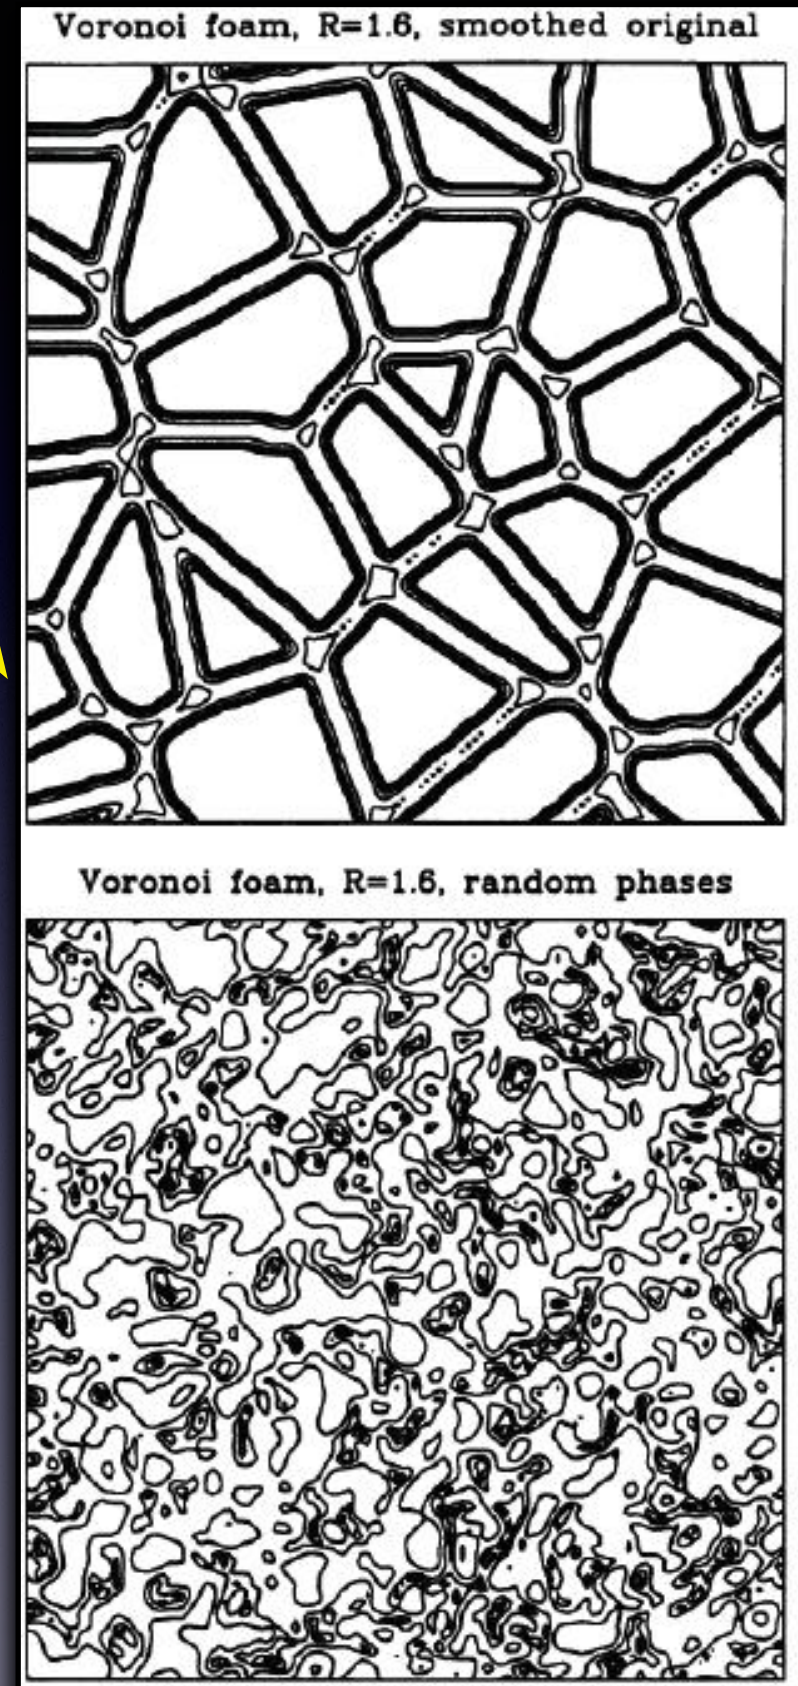 Voronoi foam, R=1.6, smoothed original
Voronoi foam, R=1.6, random phases